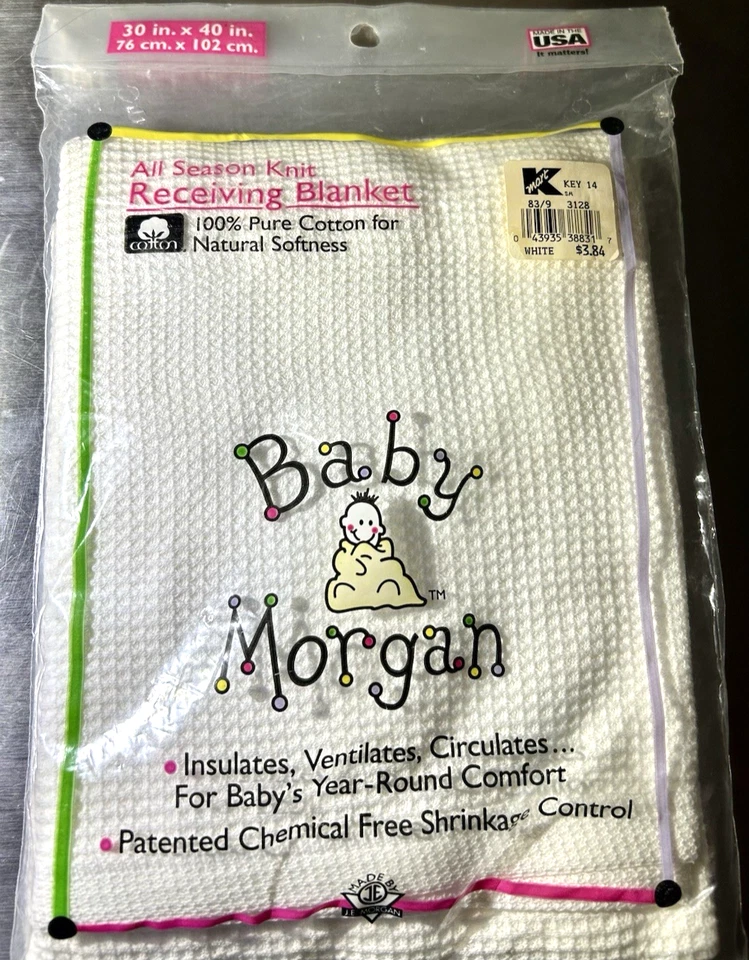 30 in. x 40 in.
76 cm. x 102 cm.
MADE IN THE
USA
It matters!
All Season Knit
Receiving Blanket
cotton
100% Pure Cotton for
Natural Softness
K mart
SM
KEY 14
83/9 3128
0 43935 38831 7
WHITE $3.84
Baby
TM
Morgan
Insulates, Ventilates, Circulates...
For Baby's Year-Round Comfort
Patented Chemical Free Shrinkage Control
MADE BY
JE
J.E. MORGAN